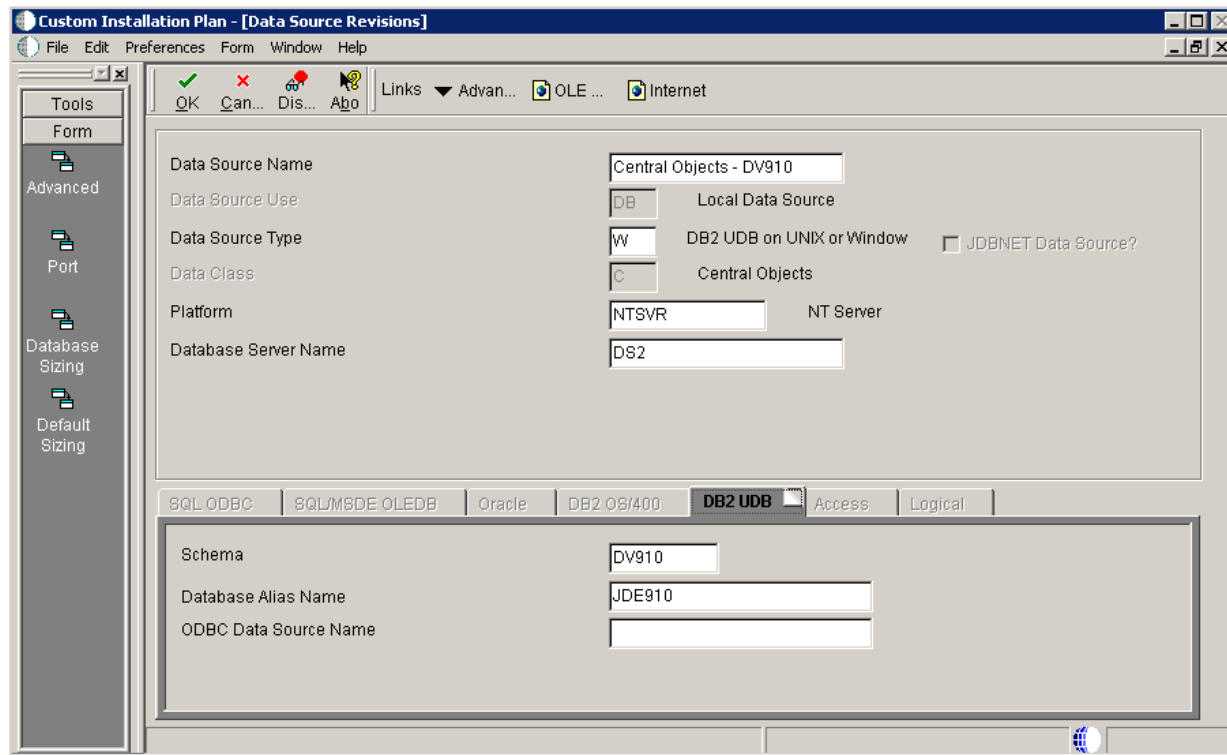 Custom Installation Plan - [Data Source Revisions]
File Edit Preferences Form Window Help
Tools
Form
Advanced
Port
Database
Sizing
Default
Sizing
OK Can... Dis... Abo Links Advan... OLE ... Internet
Data Source Name Central Objects - DV910
Data Source Use DB Local Data Source
Data Source Type W DB2 UDB on UNIX or Window JDBNET Data Source?
Data Class C Central Objects
Platform NTSVR NT Server
Database Server Name DS2
SQL ODBC SQL/MSDE OLEDB Oracle DB2 OS/400 DB2 UDB Access Logical
Schema DV910
Database Alias Name JDE910
ODBC Data Source Name